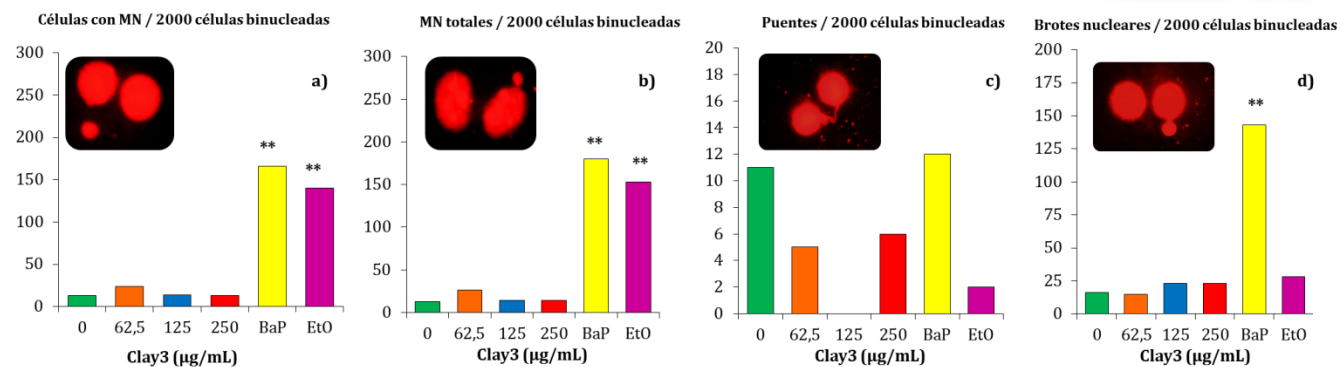 Células con MN / 2000 células binucleadas
300
250
200
150
100
50
0
a)
**
**
0 62,5 125 250 BaP EtO
Clay3 (µg/mL)
MN totales / 2000 células binucleadas
300
250
200
150
100
50
0
b)
**
**
0 62,5 125 250 BaP EtO
Clay3 (µg/mL)
Puentes / 2000 células binucleadas
20
18
16
14
12
10
8
6
4
2
0
c)
0 62,5 125 250 BaP EtO
Clay3 (µg/mL)
Brotes nucleares / 2000 células binucleadas
200
175
150
125
100
75
50
25
0
d)
**
0 62,5 125 250 BaP EtO
Clay3 (µg/mL)